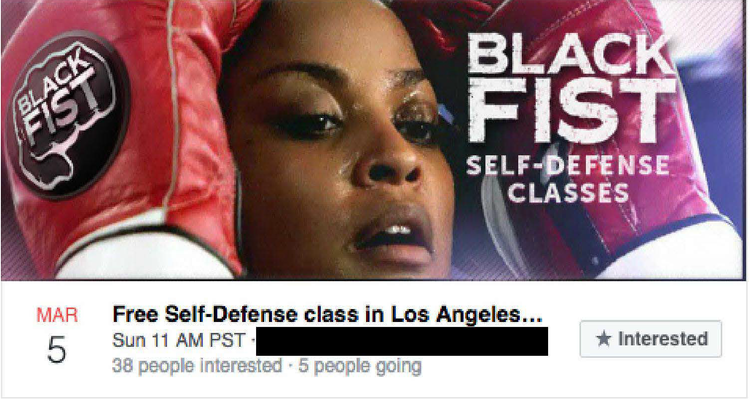 BLACK
FIST
BLACK
FIST
SELF-DEFENSE
CLASSES
MAR
5
Free Self-Defense class in Los Angeles...
Sun 11 AM PST ·
38 people interested · 5 people going
★ Interested